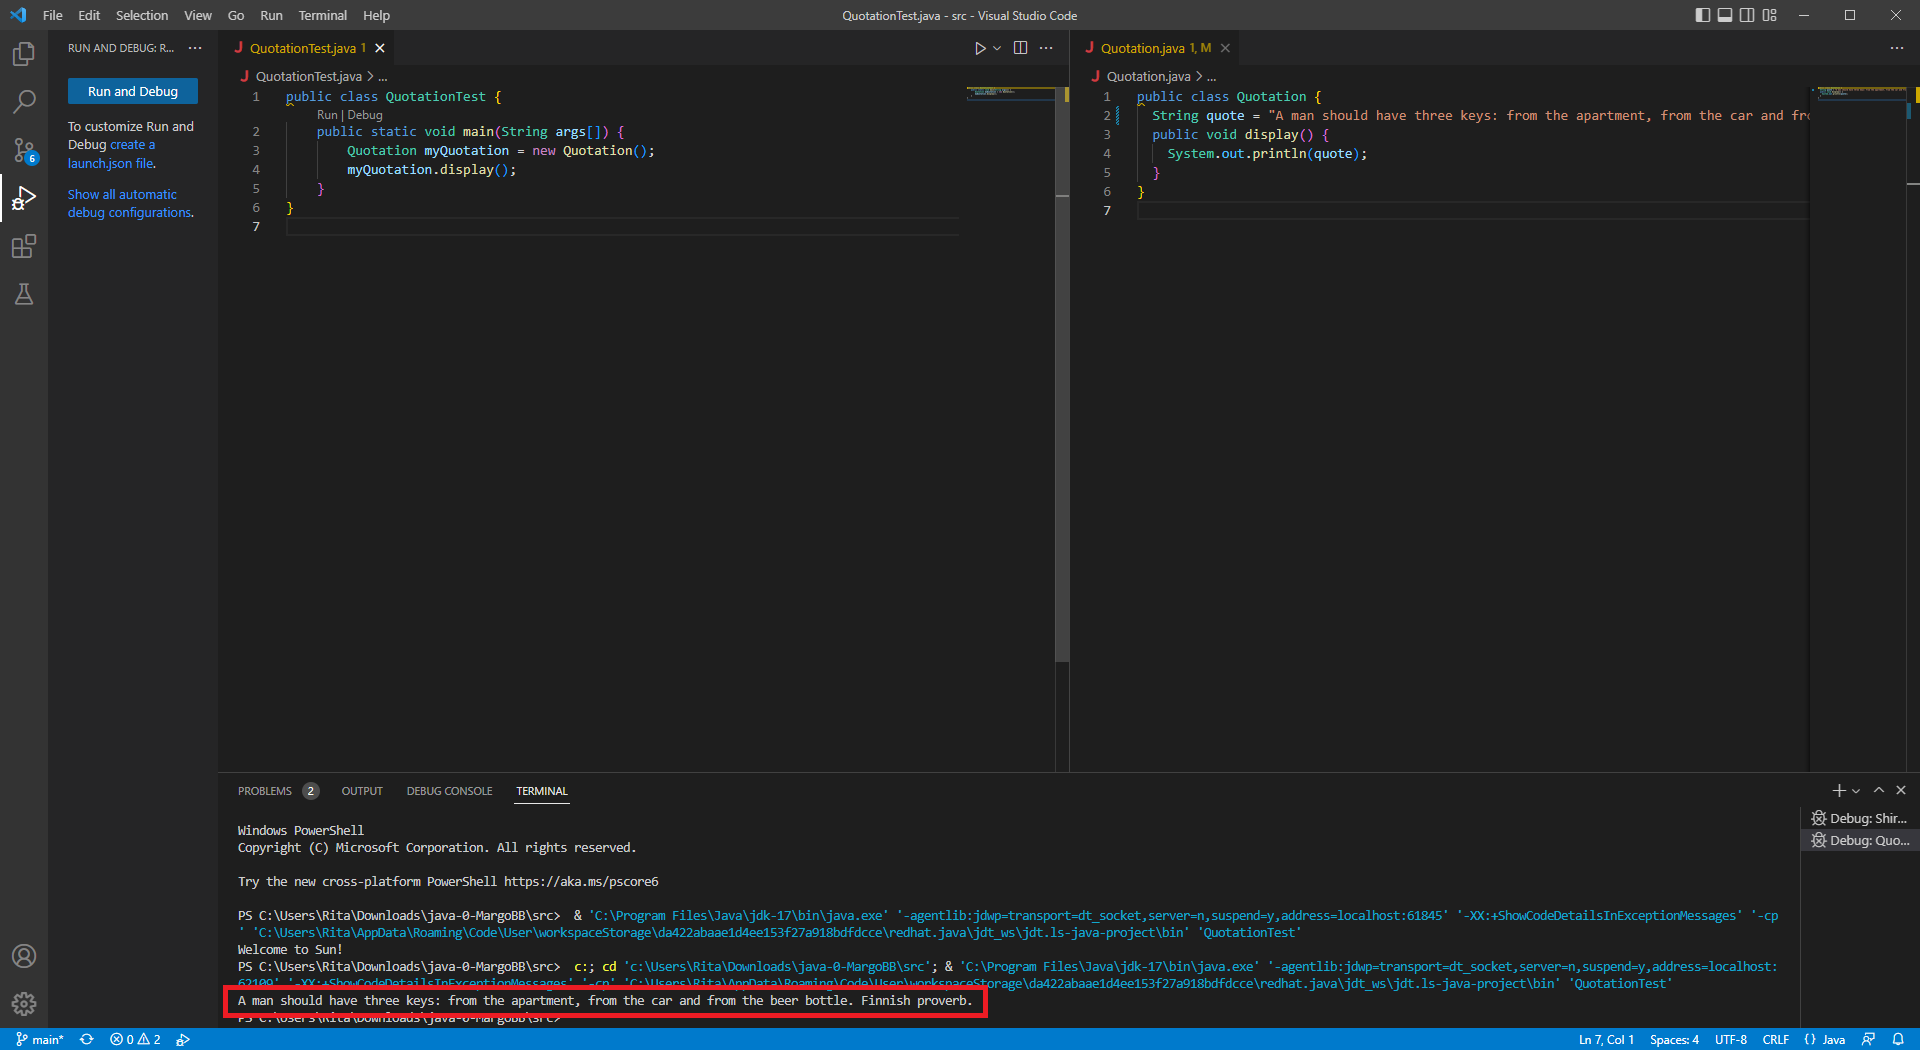 File Edit Selection View Go Run Terminal Help
QuotationTest.java - src - Visual Studio Code
RUN AND DEBUG: R...
Run and Debug
To customize Run and
Debug create a
launch.json file.
Show all automatic
debug configurations.
6
QuotationTest.java 1
QuotationTest.java > ...
1 public class QuotationTest {
Run | Debug
2 public static void main(String args[]) {
3 Quotation myQuotation = new Quotation();
4 myQuotation.display();
5 }
6 }
7
Quotation.java 1, M
Quotation.java > ...
1 public class Quotation {
2 String quote = "A man should have three keys: from the apartment, from the car and fro
3 public void display() {
4 System.out.println(quote);
5 }
6 }
7
PROBLEMS 2 OUTPUT DEBUG CONSOLE TERMINAL
Windows PowerShell
Copyright (C) Microsoft Corporation. All rights reserved.
Try the new cross-platform PowerShell https://aka.ms/pscore6
PS C:\Users\Rita\Downloads\java-0-MargoBB\src> & 'C:\Program Files\Java\jdk-17\bin\java.exe' '-agentlib:jdwp=transport=dt_socket,server=n,suspend=y,address=localhost:61845' '-XX:+ShowCodeDetailsInExceptionMessages' '-cp
' 'C:\Users\Rita\AppData\Roaming\Code\User\workspaceStorage\da422abaae1d4ee153f27a918bdfdcce\redhat.java\jdt_ws\jdt.ls-java-project\bin' 'QuotationTest'
Welcome to Sun!
PS C:\Users\Rita\Downloads\java-0-MargoBB\src> c:; cd 'c:\Users\Rita\Downloads\java-0-MargoBB\src'; & 'C:\Program Files\Java\jdk-17\bin\java.exe' '-agentlib:jdwp=transport=dt_socket,server=n,suspend=y,address=localhost:
62109' '-XX:+ShowCodeDetailsInExceptionMessages' '-cp' 'C:\Users\Rita\AppData\Roaming\Code\User\workspaceStorage\da422abaae1d4ee153f27a918bdfdcce\redhat.java\jdt_ws\jdt.ls-java-project\bin' 'QuotationTest'
A man should have three keys: from the apartment, from the car and from the beer bottle. Finnish proverb.
PS C:\Users\Rita\Downloads\java-0-MargoBB\src>
Debug: Shir...
Debug: Quo...
main* 0 2
Ln 7, Col 1 Spaces: 4 UTF-8 CRLF {} Java